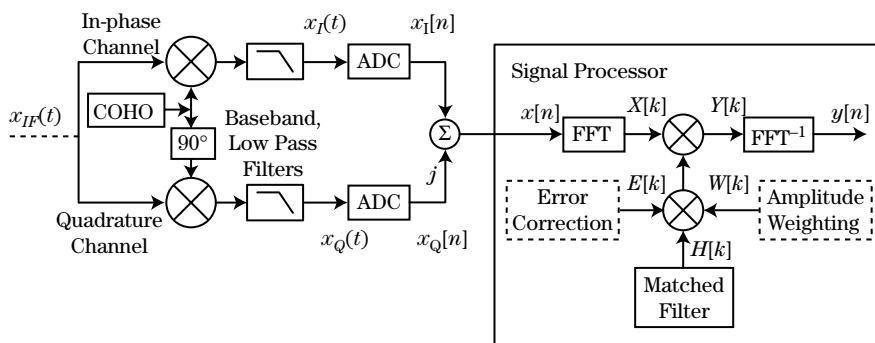 In-phase
Channel
x_I(t)
x_I[n]
ADC
Signal Processor
x_IF(t)
COHO
90°
Baseband,
Low Pass
Filters
Σ
j
x[n]
FFT
X[k]
Y[k]
FFT⁻¹
y[n]
Error
Correction
E[k]
W[k]
Amplitude
Weighting
ADC
Quadrature
Channel
x_Q(t)
x_Q[n]
H[k]
Matched
Filter